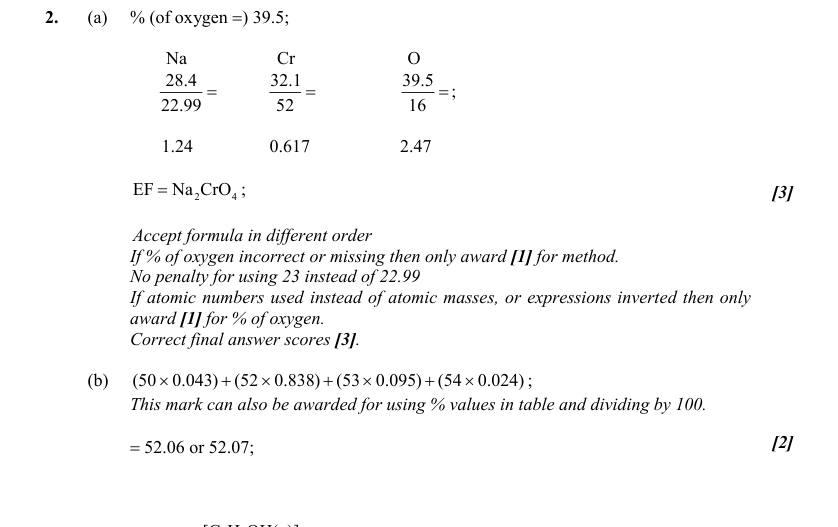 2. (a) % (of oxygen =) 39.5;
Na Cr O
28.4/22.99 = 32.1/52 = 39.5/16 =;
1.24 0.617 2.47
EF = Na₂CrO₄ ; [3]
Accept formula in different order
If % of oxygen incorrect or missing then only award [1] for method.
No penalty for using 23 instead of 22.99
If atomic numbers used instead of atomic masses, or expressions inverted then only
award [1] for % of oxygen.
Correct final answer scores [3].
(b) (50 × 0.043) + (52 × 0.838) + (53 × 0.095) + (54 × 0.024) ;
This mark can also be awarded for using % values in table and dividing by 100.
= 52.06 or 52.07; [2]